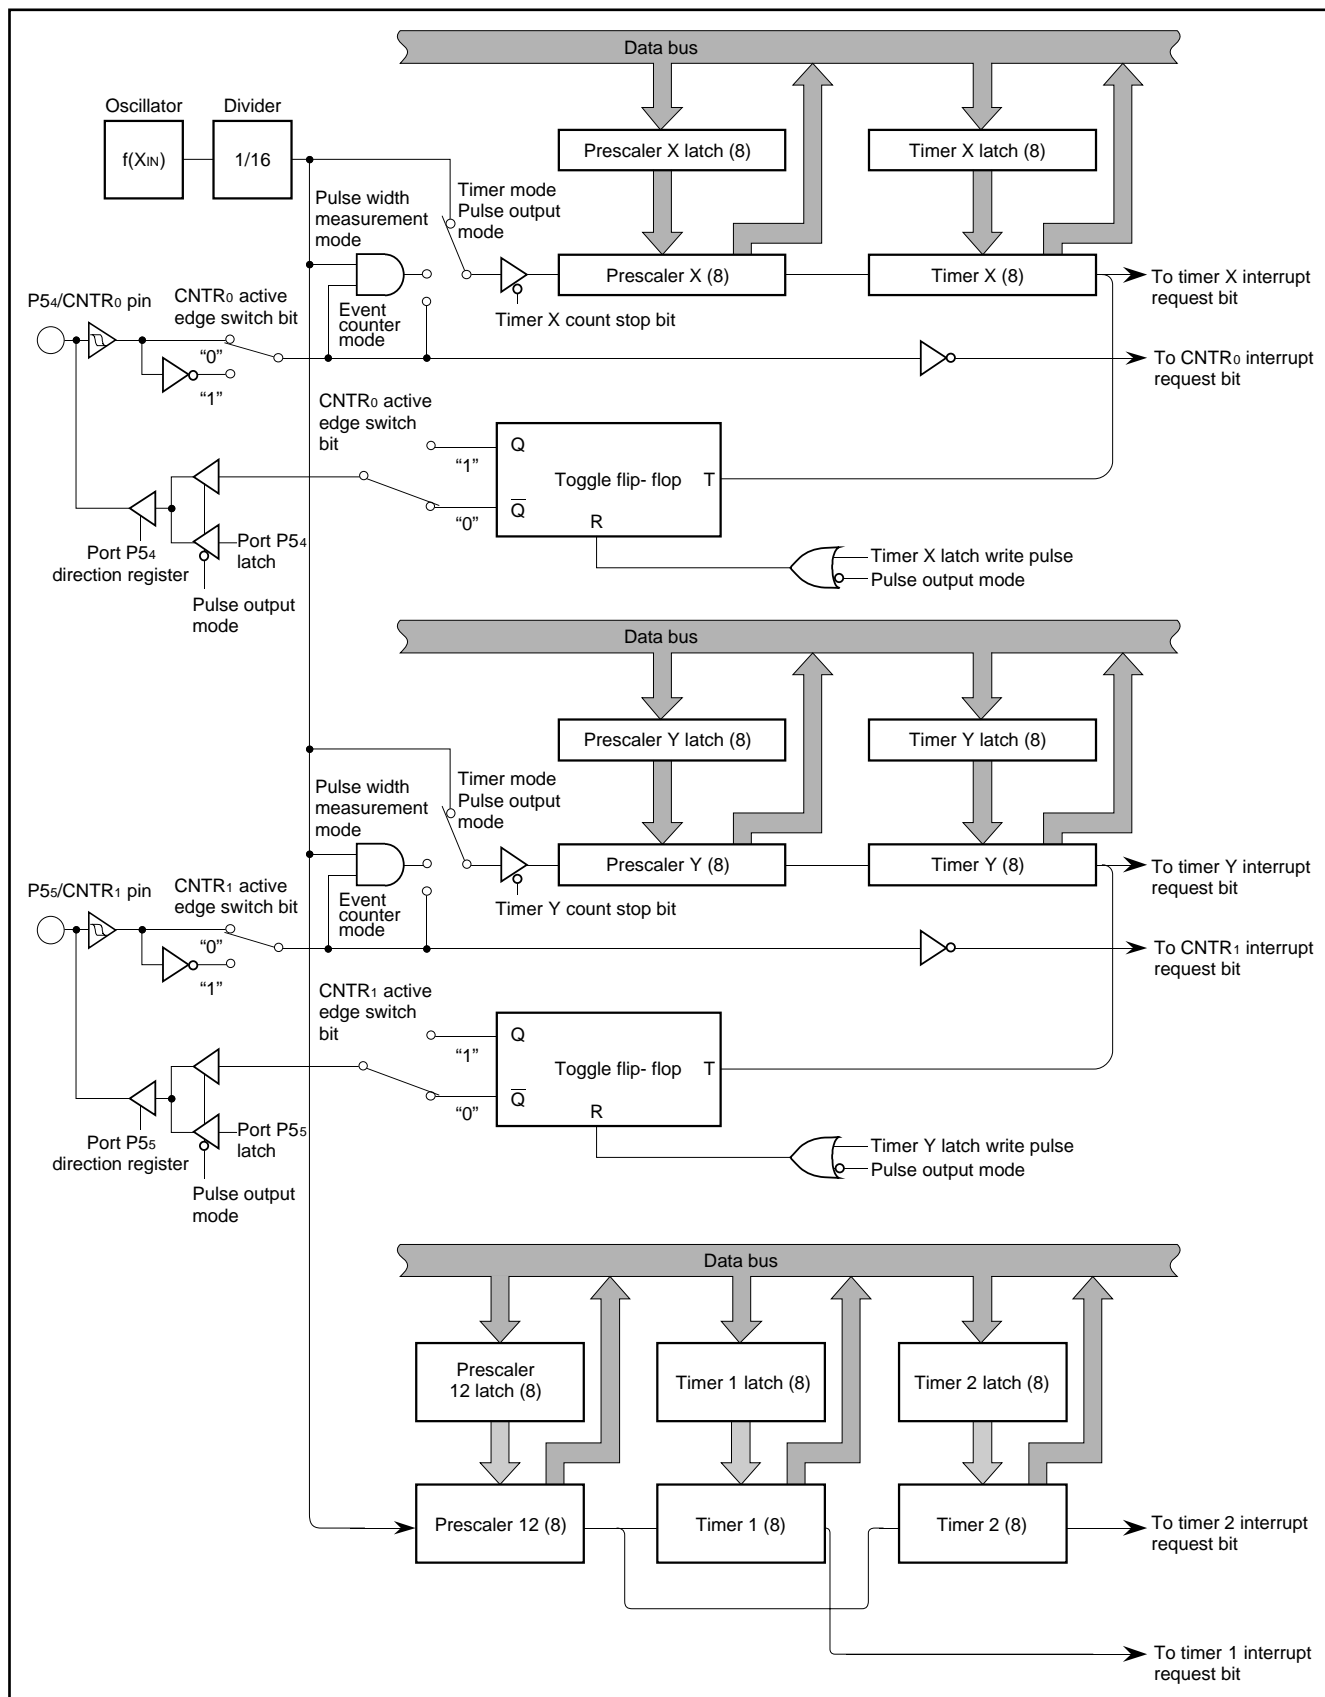 Data bus
Oscillator
Divider
f(XIN)
1/16
Prescaler X latch (8)
Timer X latch (8)
Pulse width
measurement
mode
Timer mode
Pulse output
mode
Prescaler X (8)
Timer X (8)
To timer X interrupt
request bit
P54/CNTR0 pin
CNTR0 active
edge switch bit
Event
counter
mode
Timer X count stop bit
“0”
“1”
To CNTR0 interrupt
request bit
CNTR0 active
edge switch
bit
“1”
Q
Toggle flip- flop
T
“0”
Q
R
Port P54
direction register
Port P54
latch
Pulse output
mode
Timer X latch write pulse
Pulse output mode
Data bus
Prescaler Y latch (8)
Timer Y latch (8)
Pulse width
measurement
mode
Timer mode
Pulse output
mode
Prescaler Y (8)
Timer Y (8)
To timer Y interrupt
request bit
P55/CNTR1 pin
CNTR1 active
edge switch bit
Event
counter
mode
Timer Y count stop bit
“0”
“1”
To CNTR1 interrupt
request bit
CNTR1 active
edge switch
bit
“1”
Q
Toggle flip- flop
T
“0”
Q
R
Port P55
direction register
Port P55
latch
Pulse output
mode
Timer Y latch write pulse
Pulse output mode
Data bus
Prescaler
12 latch (8)
Timer 1 latch (8)
Timer 2 latch (8)
Prescaler 12 (8)
Timer 1 (8)
Timer 2 (8)
To timer 2 interrupt
request bit
To timer 1 interrupt
request bit